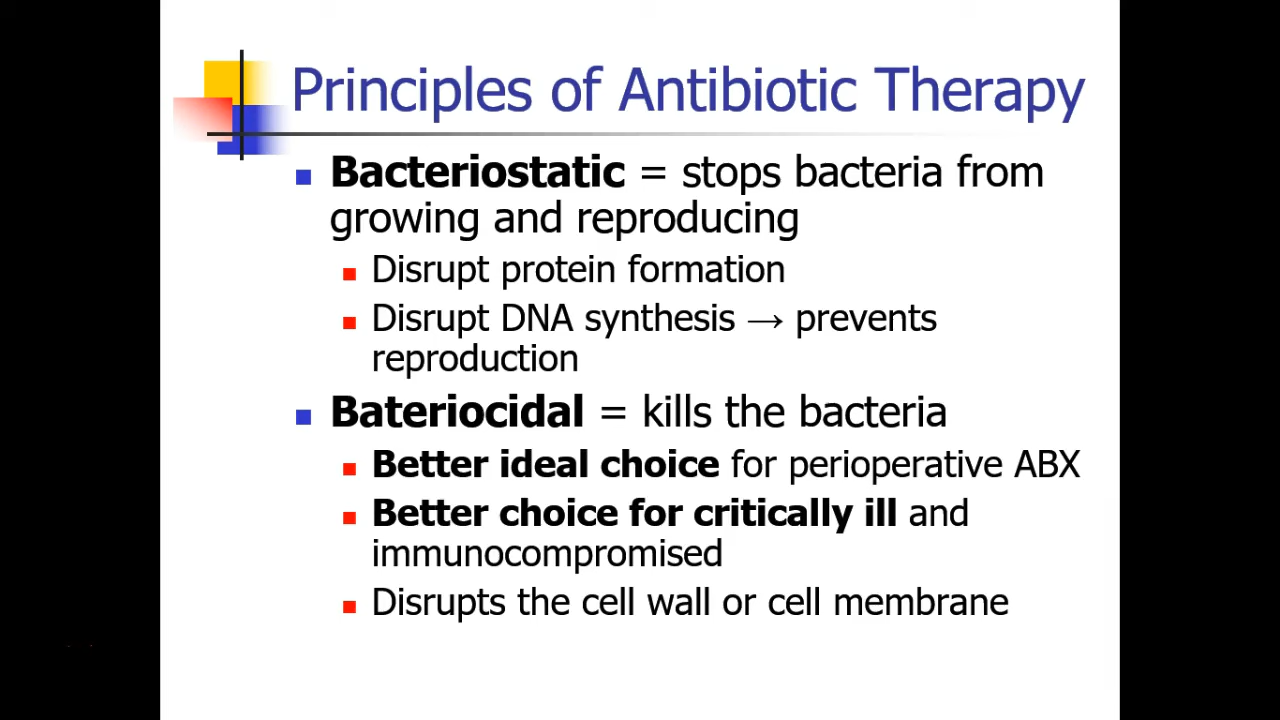 Principles of Antibiotic Therapy
Bacteriostatic = stops bacteria from
growing and reproducing
Disrupt protein formation
Disrupt DNA synthesis → prevents
reproduction
Bateriocidal = kills the bacteria
Better ideal choice for perioperative ABX
Better choice for critically ill and
immunocompromised
Disrupts the cell wall or cell membrane